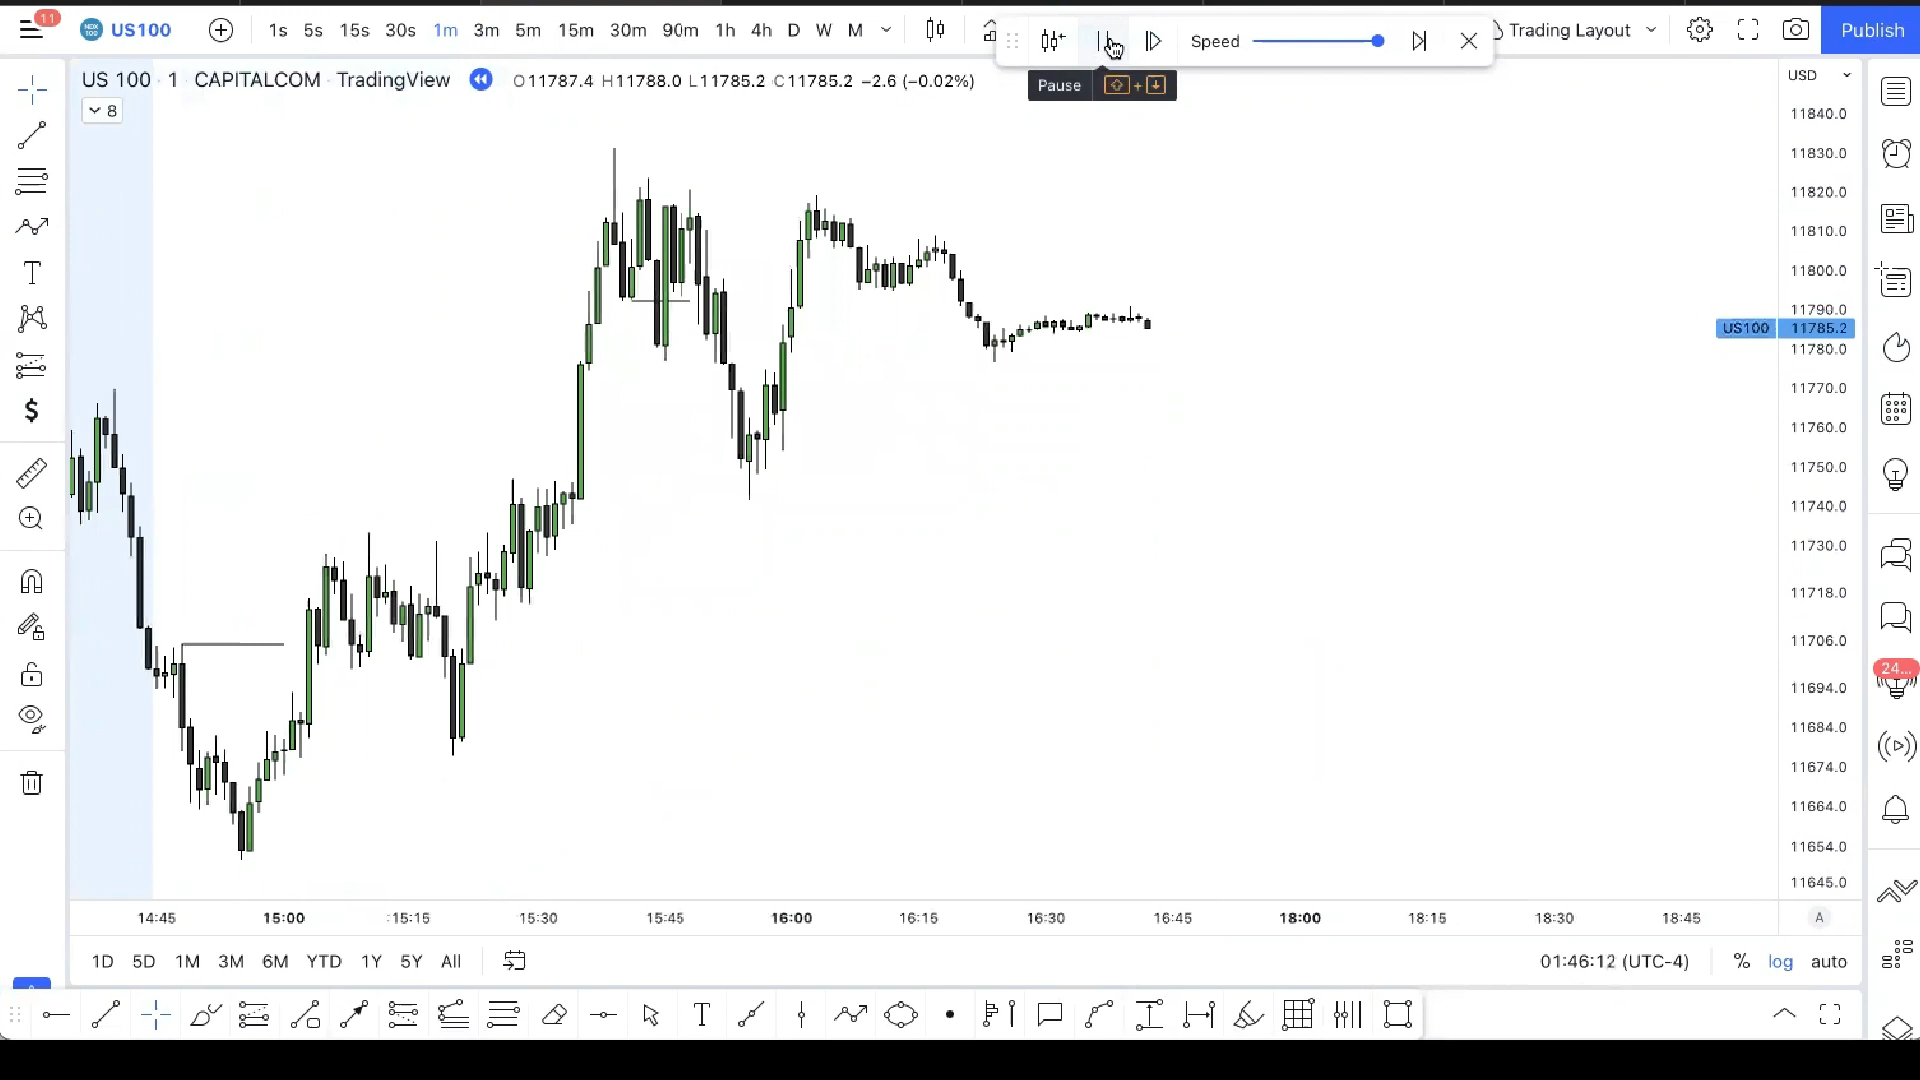 11
US100
1s 5s 15s 30s 1m 3m 5m 15m 30m 90m 1h 4h D W M
Speed
Trading Layout
Publish
US 100 · 1 · CAPITALCOM · TradingView
O11787.4 H11788.0 L11785.2 C11785.2 −2.6 (−0.02%)
8
Pause
+
USD
11840.0
11830.0
11820.0
11810.0
11800.0
11790.0
US100 11785.2
11780.0
11770.0
11760.0
11750.0
11740.0
11730.0
11718.0
11706.0
11694.0
11684.0
11674.0
11664.0
11654.0
11645.0
24...
14:45 15:00 15:15 15:30 15:45 16:00 16:15 16:30 16:45 18:00 18:15 18:30 18:45
A
1D 5D 1M 3M 6M YTD 1Y 5Y All
01:46:12 (UTC-4)
% log auto